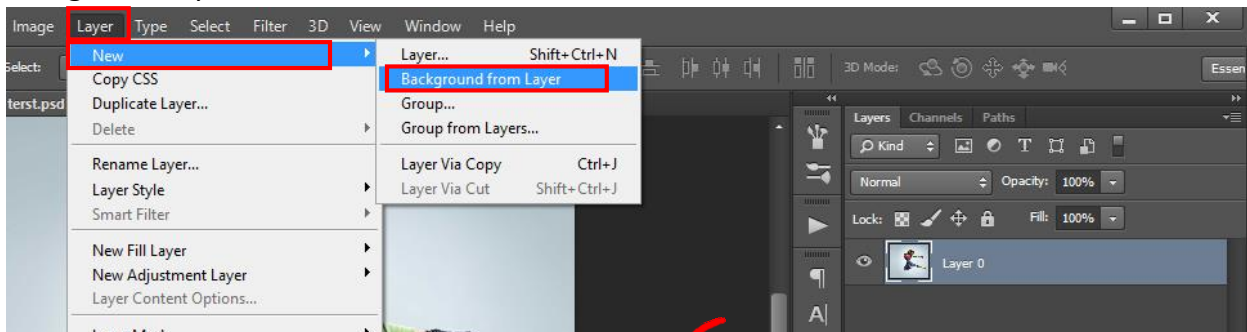 Image Layer Type Select Filter 3D View Window Help
Select:
3D Mode:
Essen
terst.psd
New
Copy CSS
Duplicate Layer...
Delete
Rename Layer...
Layer Style
Smart Filter
New Fill Layer
New Adjustment Layer
Layer Content Options...
Layer... Shift+Ctrl+N
Background from Layer
Group...
Group from Layers...
Layer Via Copy Ctrl+J
Layer Via Cut Shift+Ctrl+J
Layers Channels Paths
Kind
Normal Opacity: 100%
Lock: Fill: 100%
Layer 0